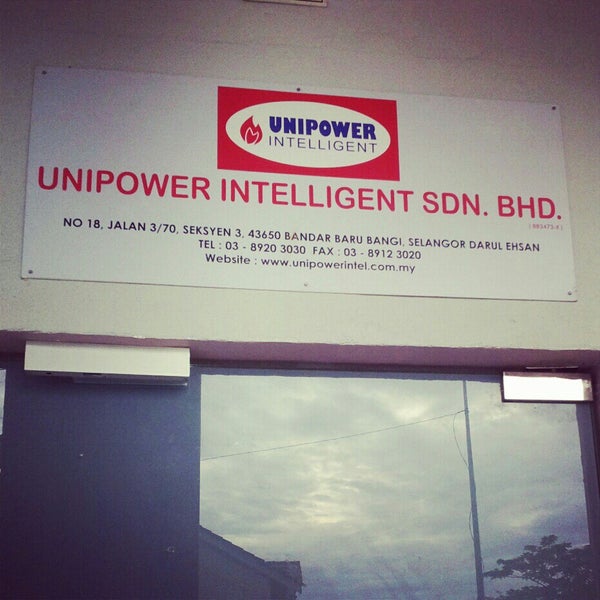 UNIPOWER
INTELLIGENT
UNIPOWER INTELLIGENT SDN. BHD.
( 883473-X )
NO 18, JALAN 3/70, SEKSYEN 3, 43650 BANDAR BARU BANGI, SELANGOR DARUL EHSAN
TEL : 03 - 8920 3030 FAX : 03 - 8912 3020
Website : www.unipowerintel.com.my